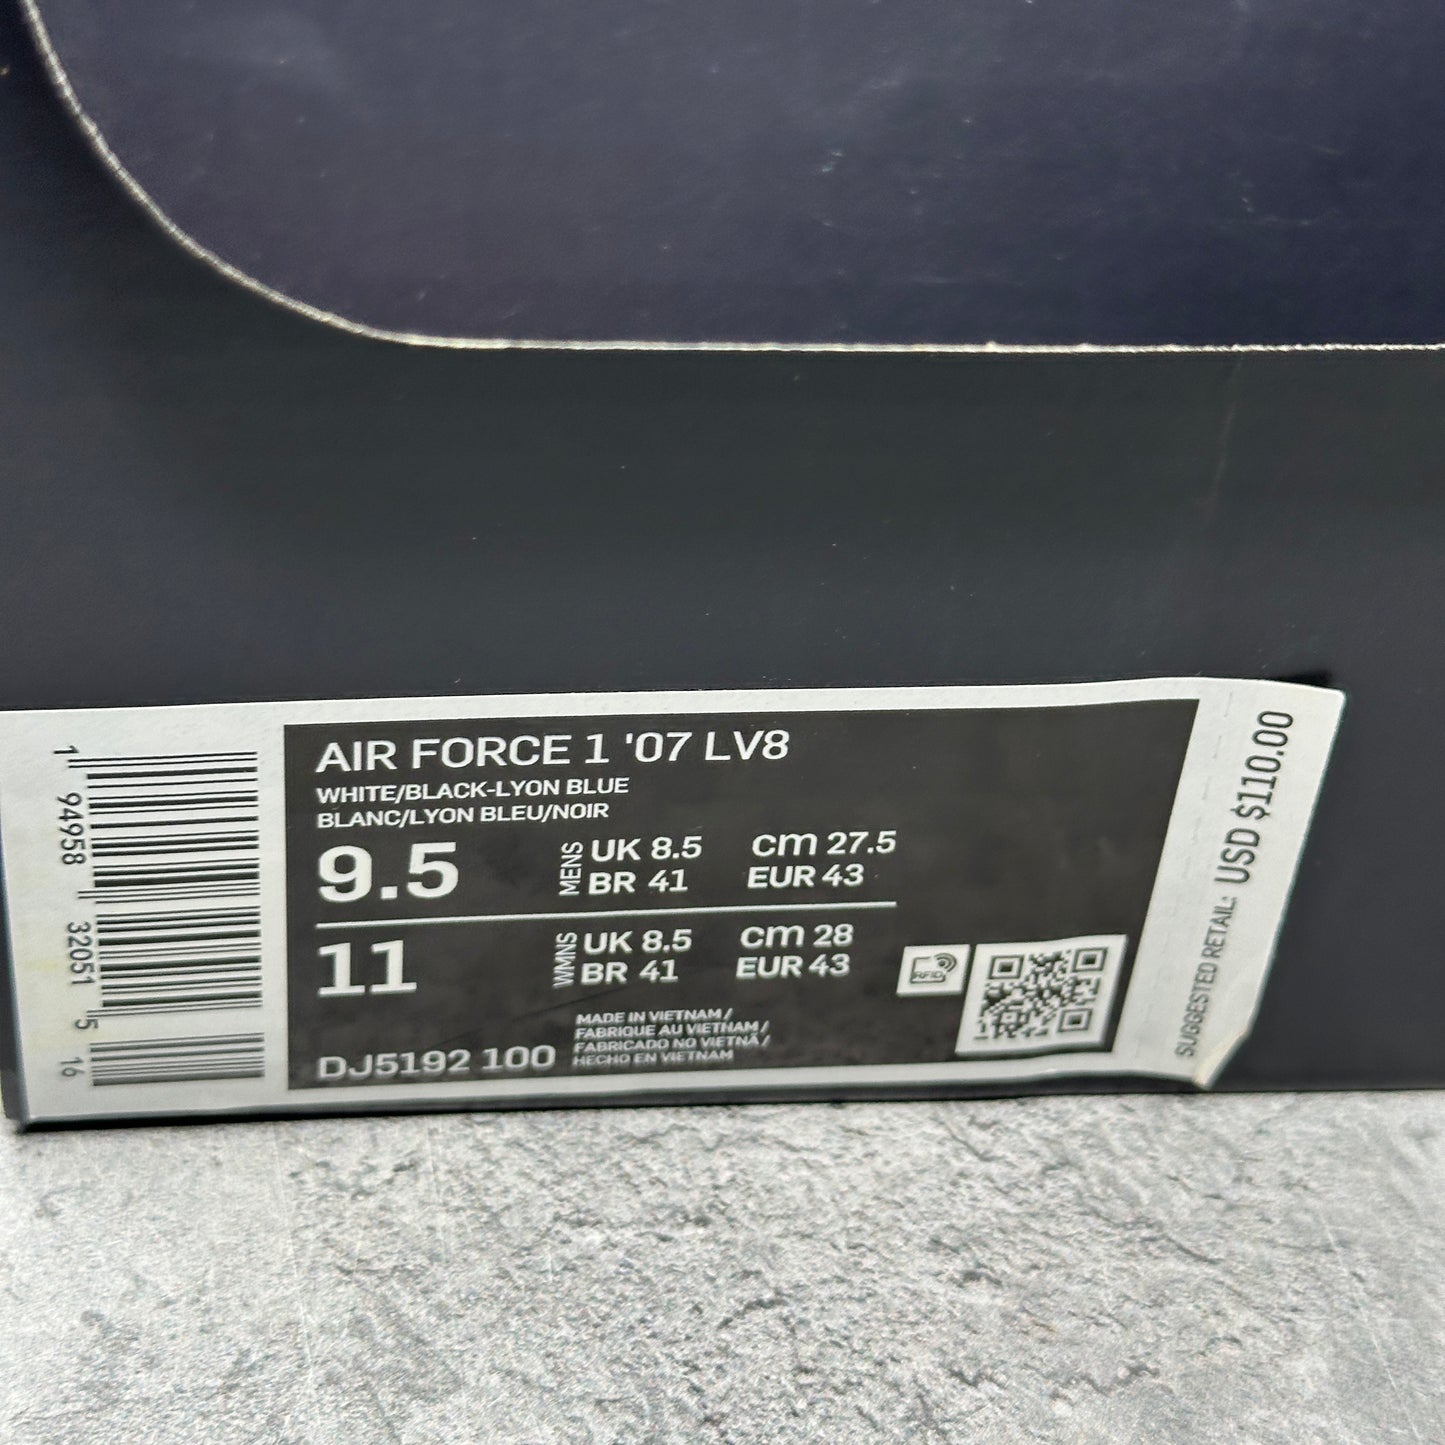 AIR FORCE 1 '07 LV8
WHITE/BLACK-LYON BLUE
BLANC/LYON BLEU/NOIR
9.5
MENS
UK 8.5 cm 27.5
BR 41 EUR 43
11
WMNS
UK 8.5 cm 28
BR 41 EUR 43
RFID
DJ5192 100
MADE IN VIETNAM /
FABRIQUE AU VIETNAM /
FABRICADO NO VIETNÃ /
HECHO EN VIETNAM
1 94958 32051 5 16
SUGGESTED RETAIL: USD $110.00